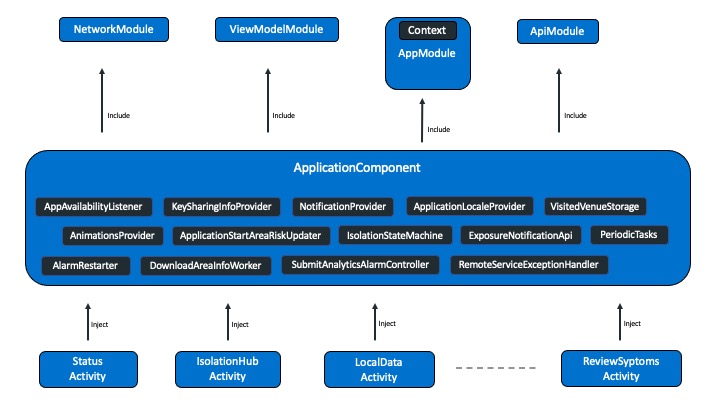 NetworkModule
ViewModelModule
Context
AppModule
ApiModule
Include
Include
Include
Include
ApplicationComponent
AppAvailabilityListener
KeySharingInfoProvider
NotificationProvider
ApplicationLocaleProvider
VisitedVenueStorage
AnimationsProvider
ApplicationStartAreaRiskUpdater
IsolationStateMachine
ExposureNotificationApi
PeriodicTasks
AlarmRestarter
DownloadAreaInfoWorker
SubmitAnalyticsAlarmController
RemoteServiceExceptionHandler
Inject
Inject
Inject
Inject
Status
Activity
IsolationHub
Activity
LocalData
Activity
ReviewSyptoms
Activity